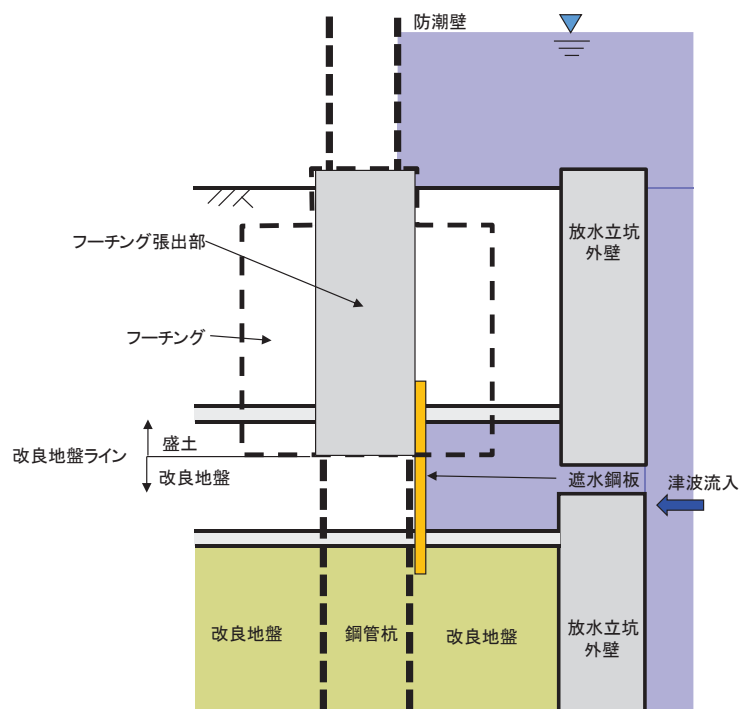 防潮壁
放水立坑
外壁
フーチング張出部
フーチング
盛土
改良地盤ライン
改良地盤
遮水鋼板
津波流入
改良地盤
鋼管杭
改良地盤
放水立坑
外壁